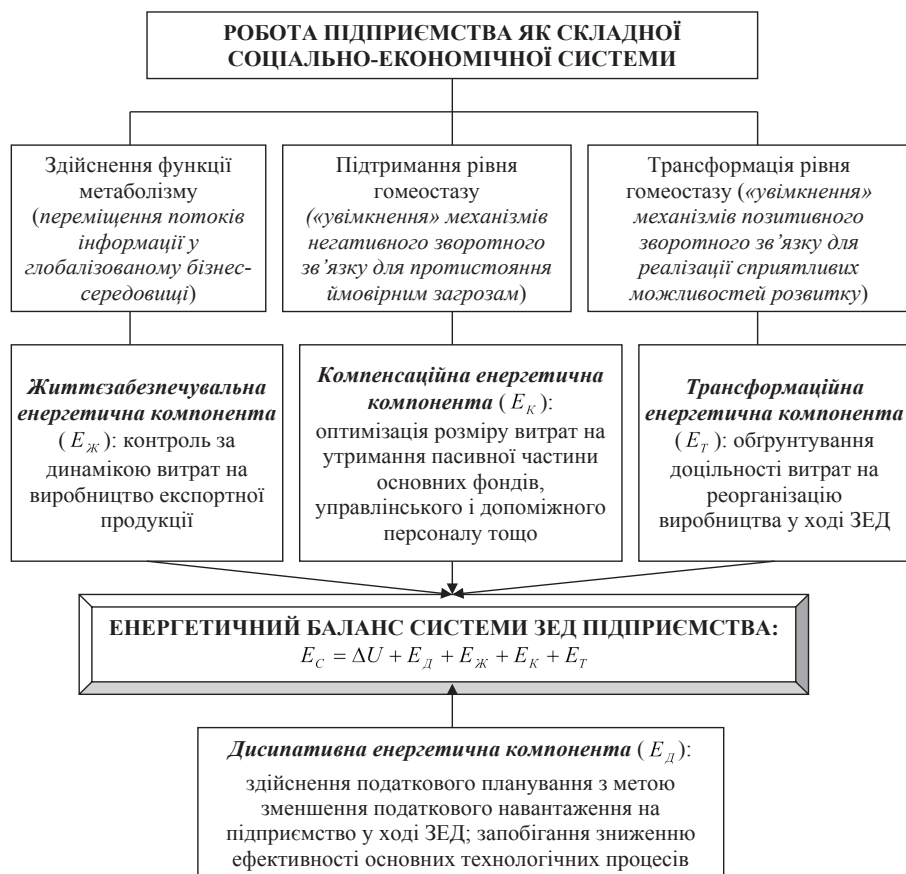 РОБОТА ПІДПРИЄМСТВА ЯК СКЛАДНОЇ
СОЦІАЛЬНО-ЕКОНОМІЧНОЇ СИСТЕМИ
Здійснення функції
метаболізму
(переміщення потоків
інформації у
глобалізованому бізнес-
середовищі)
Підтримання рівня
гомеостазу
(«увімкнення» механізмів
негативного зворотного
зв’язку для протистояння
ймовірним загрозам)
Трансформація рівня
гомеостазу («увімкнення»
механізмів позитивного
зворотного зв’язку для
реалізації сприятливих
можливостей розвитку)
Життєзабезпечувальна
енергетична компонента
(E_Ж): контроль за
динамікою витрат на
виробництво експортної
продукції
Компенсаційна енергетична
компонента (E_К):
оптимізація розміру витрат на
утримання пасивної частини
основних фондів,
управлінського і допоміжного
персоналу тощо
Трансформаційна
енергетична компонента
(E_Т): обґрунтування
доцільності витрат на
реорганізацію
виробництва у ході ЗЕД
ЕНЕРГЕТИЧНИЙ БАЛАНС СИСТЕМИ ЗЕД ПІДПРИЄМСТВА:
E_С = ΔU + E_Д + E_Ж + E_К + E_Т
Дисипативна енергетична компонента (E_Д):
здійснення податкового планування з метою
зменшення податкового навантаження на
підприємство у ході ЗЕД; запобігання зниженню
ефективності основних технологічних процесів